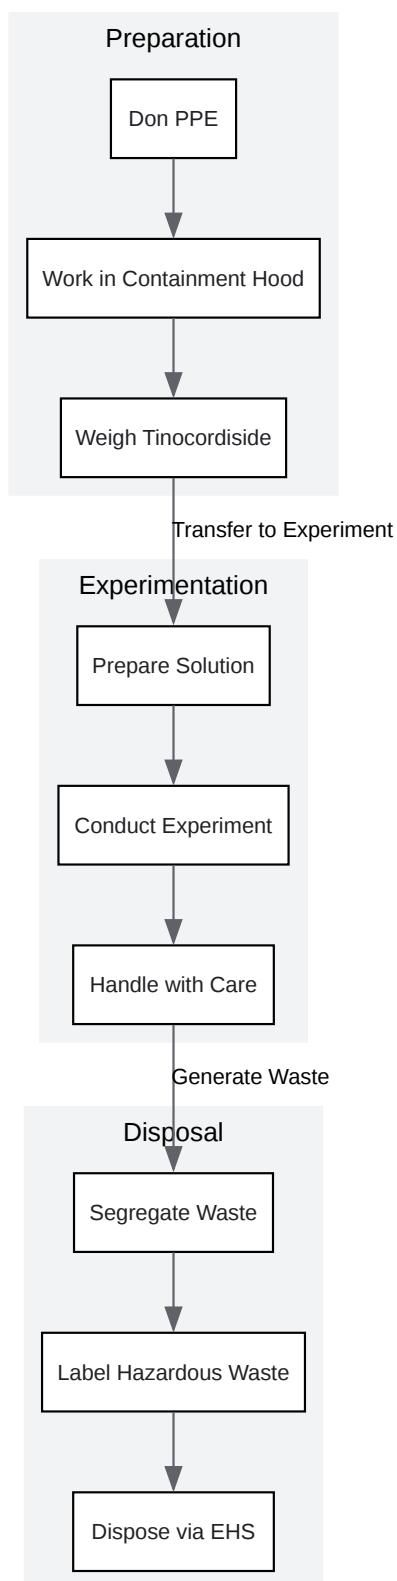 Preparation
Don PPE
Work in Containment Hood
Weigh Tinocordiside
Transfer to Experiment
Experimentation
Prepare Solution
Conduct Experiment
Handle with Care
Generate Waste
Disposal
Segregate Waste
Label Hazardous Waste
Dispose via EHS